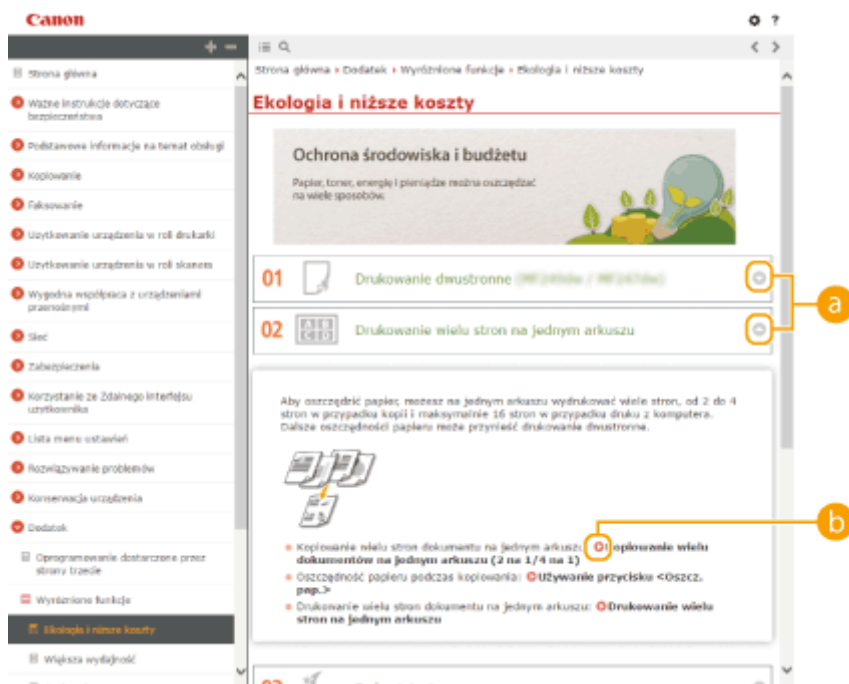 Canon
?
Strona główna
Ważne instrukcje dotyczące
bezpieczeństwa
Podstawowe informacje na temat obsługi
Kopiowanie
Faksowanie
Użytkowanie urządzenia w roli drukarki
Użytkowanie urządzenia w roli skanera
Wygodna współpraca z urządzeniami
przenośnymi
Sieć
Zabezpieczenia
Korzystanie ze Zdalnego interfejsu
użytkownika
Lista menu ustawień
Rozwiązywanie problemów
Konserwacja urządzenia
Dodatek
Oprogramowanie dostarczone przez
strony trzecie
Wyróżnione funkcje
Ekologia i niższe koszty
Większa wydajność
Strona główna › Dodatek › Wyróżnione funkcje › Ekologia i niższe koszty
Ekologia i niższe koszty
Ochrona środowiska i budżetu
Papier, toner, energię i pieniądze można oszczędzać
na wiele sposobów.
01 Drukowanie dwustronne
a
02 A B C D Drukowanie wielu stron na jednym arkuszu
Aby oszczędzić papier, możesz na jednym arkuszu wydrukować wiele stron, od 2 do 4
stron w przypadku kopii i maksymalnie 16 stron w przypadku druku z komputera.
Dalsze oszczędności papieru może przynieść drukowanie dwustronne.
b
Kopiowanie wielu stron dokumentu na jednym arkuszu: Kopiowanie wielu
dokumentów na jednym arkuszu (2 na 1/4 na 1)
Oszczędność papieru podczas kopiowania: Używanie przycisku <Oszcz.
pap.>
Drukowanie wielu stron dokumentu na jednym arkuszu: Drukowanie wielu
stron na jednym arkuszu
03